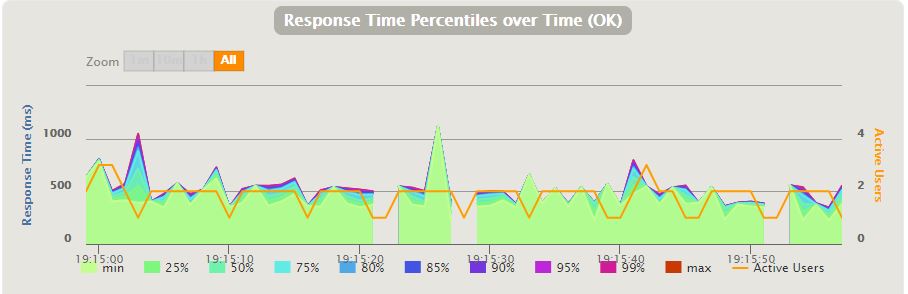 Response Time Percentiles over Time (OK)
Zoom 1m 10m 1h All
Response Time (ms)
1000
500
0
4
2
0
Active Users
19:15:00 19:15:10 19:15:20 19:15:30 19:15:40 19:15:50
min 25% 50% 75% 80% 85% 90% 95% 99% max Active Users